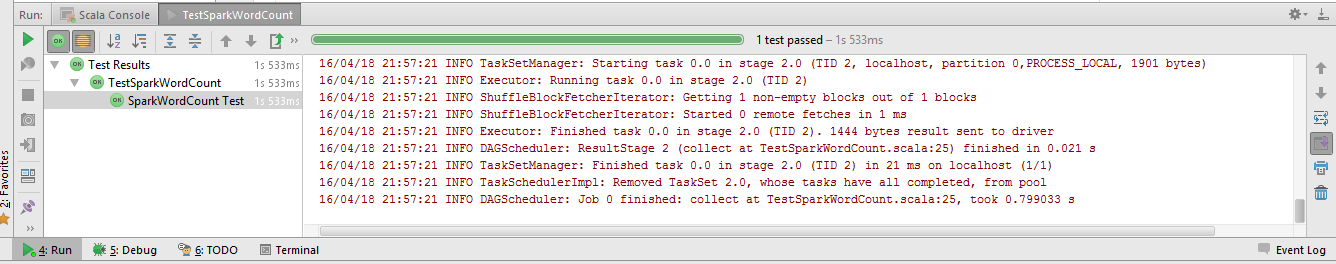 Run: Scala Console TestSparkWordCount
1 test passed – 1s 533ms
Test Results 1s 533ms
TestSparkWordCount 1s 533ms
SparkWordCount Test 1s 533ms
16/04/18 21:57:21 INFO TaskSetManager: Starting task 0.0 in stage 2.0 (TID 2, localhost, partition 0,PROCESS_LOCAL, 1901 bytes)
16/04/18 21:57:21 INFO Executor: Running task 0.0 in stage 2.0 (TID 2)
16/04/18 21:57:21 INFO ShuffleBlockFetcherIterator: Getting 1 non-empty blocks out of 1 blocks
16/04/18 21:57:21 INFO ShuffleBlockFetcherIterator: Started 0 remote fetches in 1 ms
16/04/18 21:57:21 INFO Executor: Finished task 0.0 in stage 2.0 (TID 2). 1444 bytes result sent to driver
16/04/18 21:57:21 INFO DAGScheduler: ResultStage 2 (collect at TestSparkWordCount.scala:25) finished in 0.021 s
16/04/18 21:57:21 INFO TaskSetManager: Finished task 0.0 in stage 2.0 (TID 2) in 21 ms on localhost (1/1)
16/04/18 21:57:21 INFO TaskSchedulerImpl: Removed TaskSet 2.0, whose tasks have all completed, from pool
16/04/18 21:57:21 INFO DAGScheduler: Job 0 finished: collect at TestSparkWordCount.scala:25, took 0.799033 s
2: Favorites
4: Run 5: Debug 6: TODO Terminal Event Log